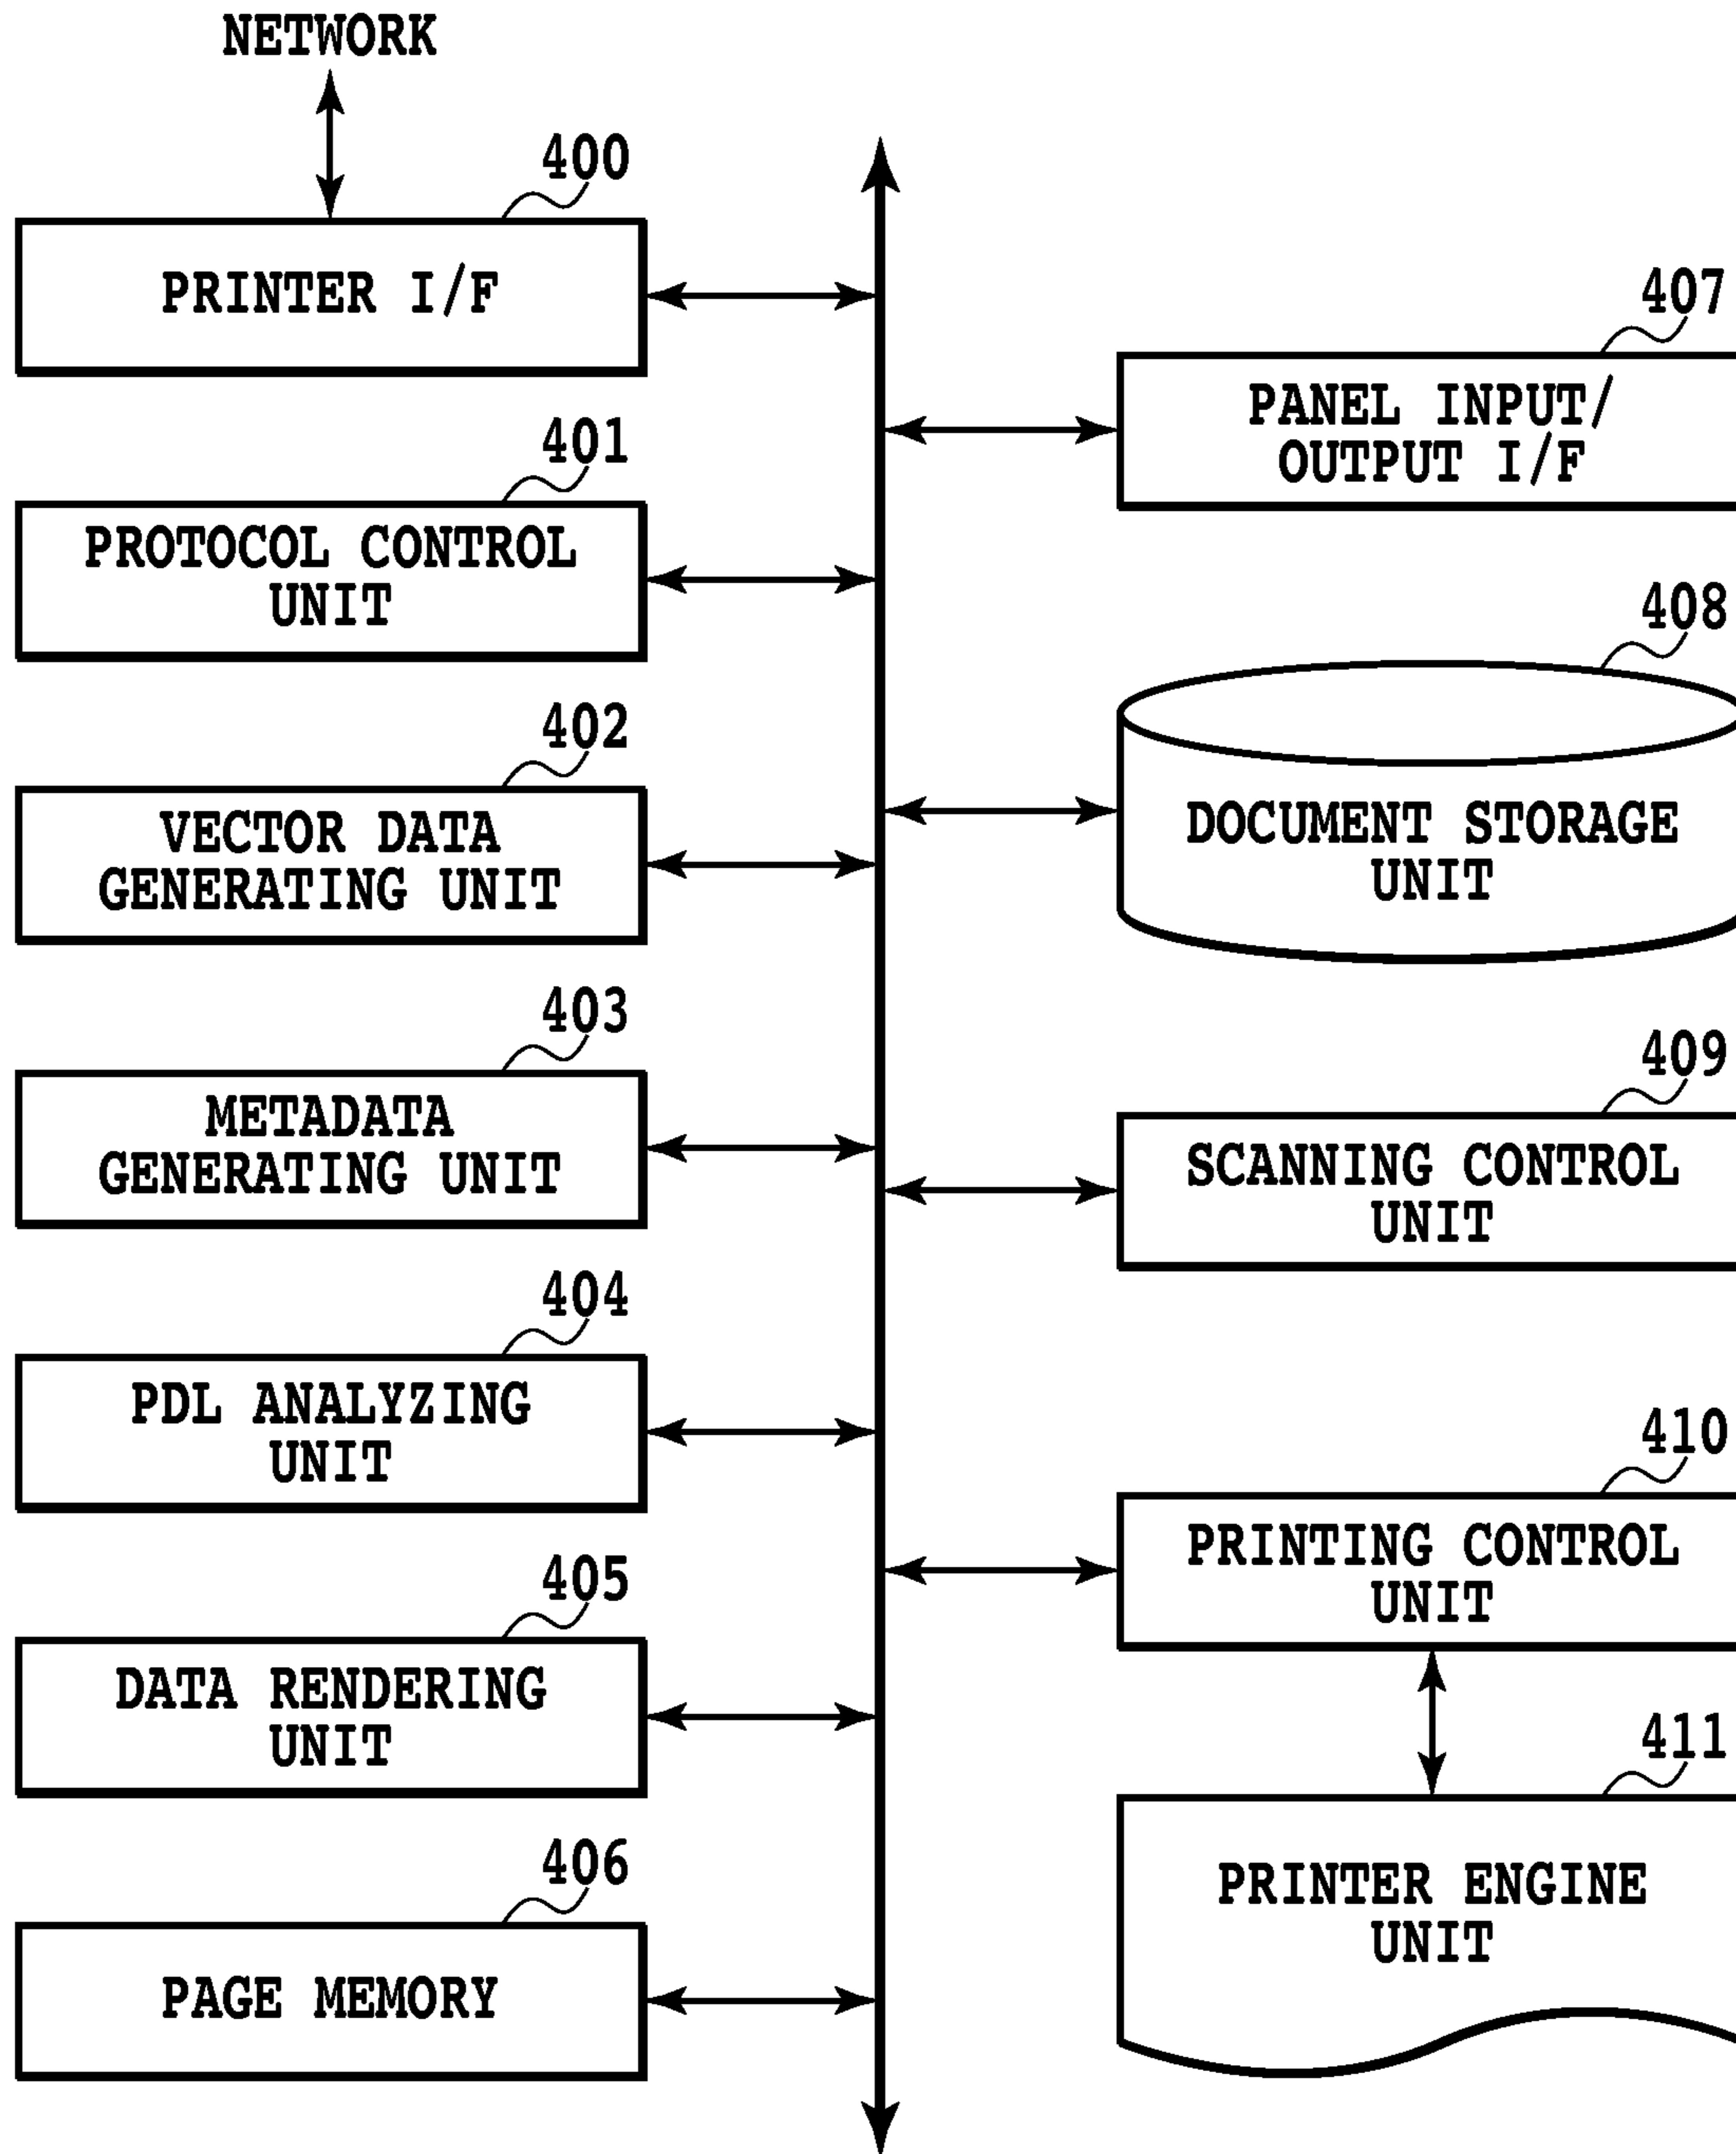 NETWORK
400
PRINTER I/F
401
PROTOCOL CONTROL
UNIT
402
VECTOR DATA
GENERATING UNIT
403
METADATA
GENERATING UNIT
404
PDL ANALYZING
UNIT
405
DATA RENDERING
UNIT
406
PAGE MEMORY
407
PANEL INPUT/
OUTPUT I/F
408
DOCUMENT STORAGE
UNIT
409
SCANNING CONTROL
UNIT
410
PRINTING CONTROL
UNIT
411
PRINTER ENGINE
UNIT